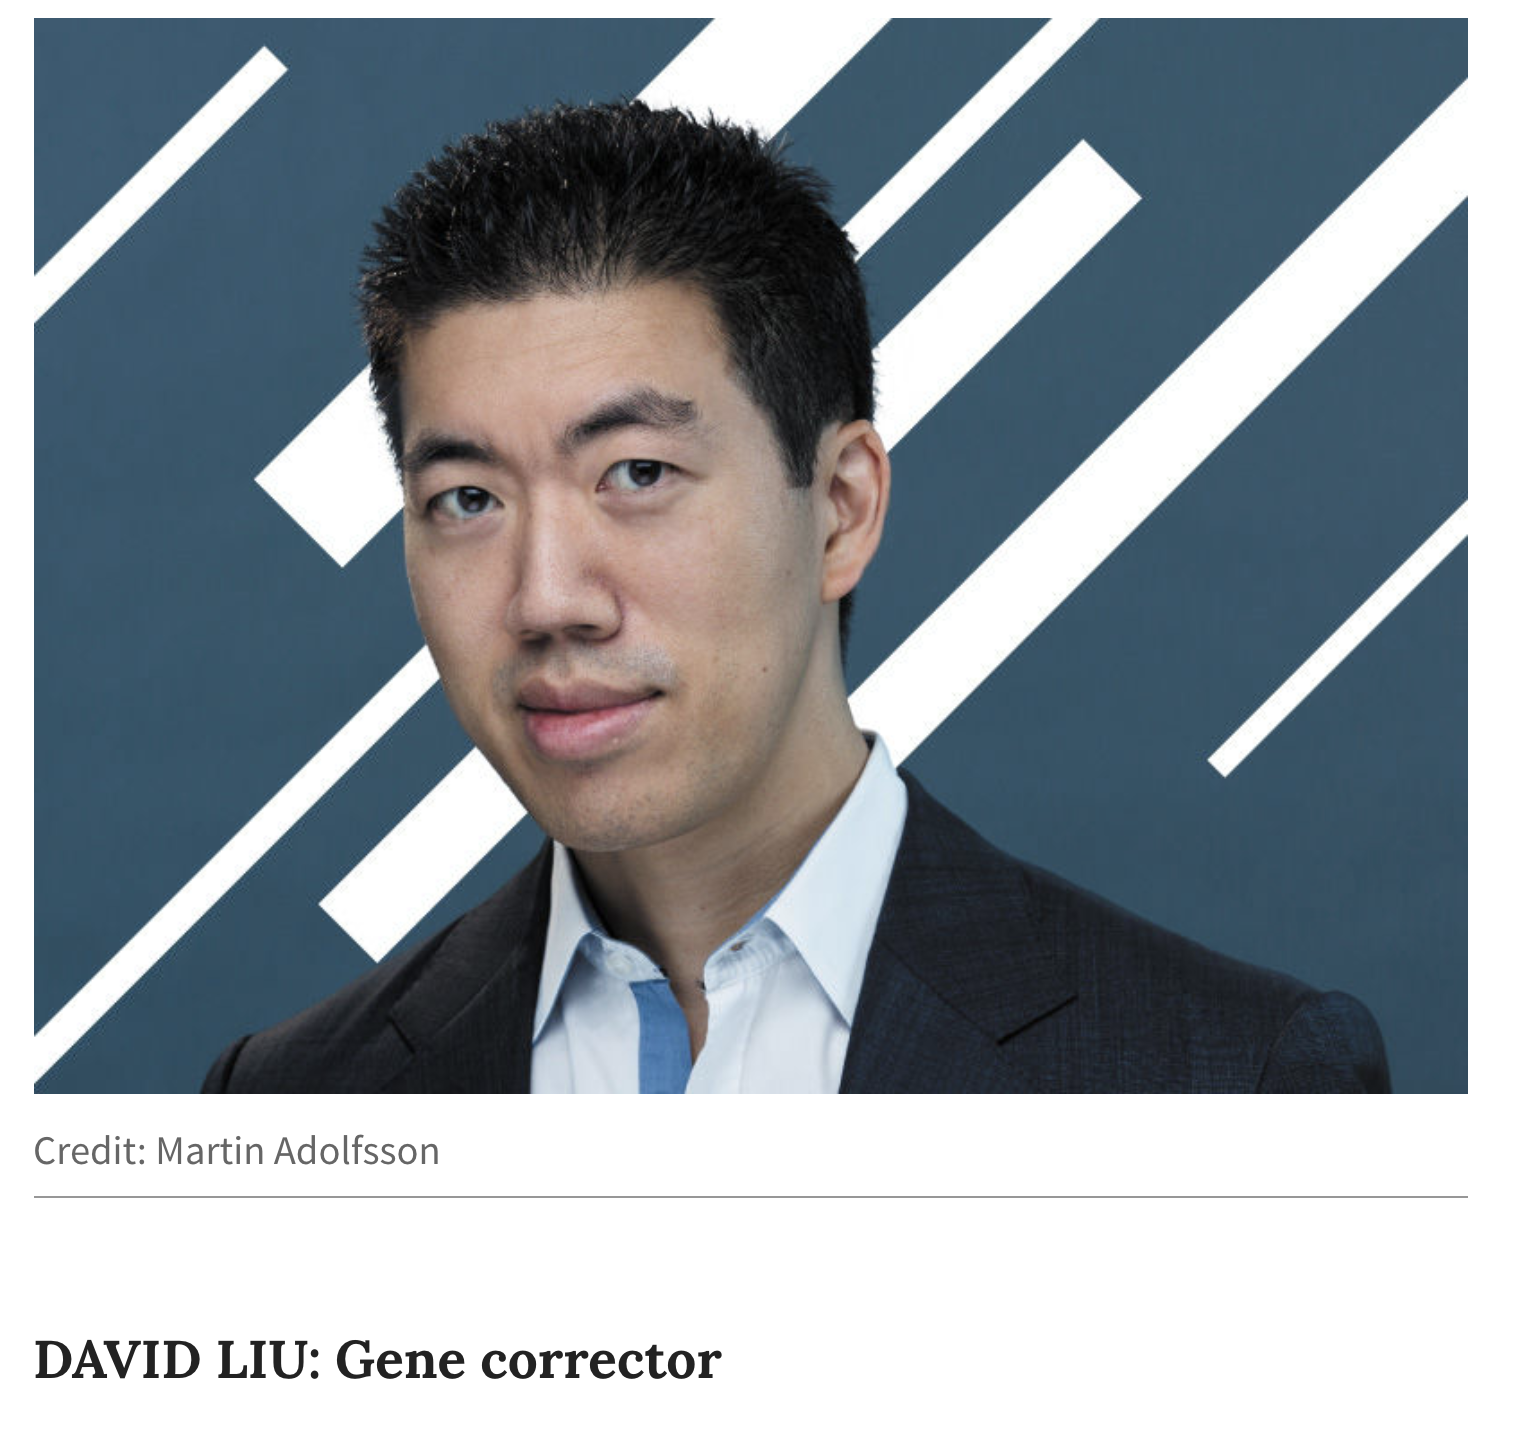 Credit: Martin Adolfsson
DAVID LIU: Gene corrector